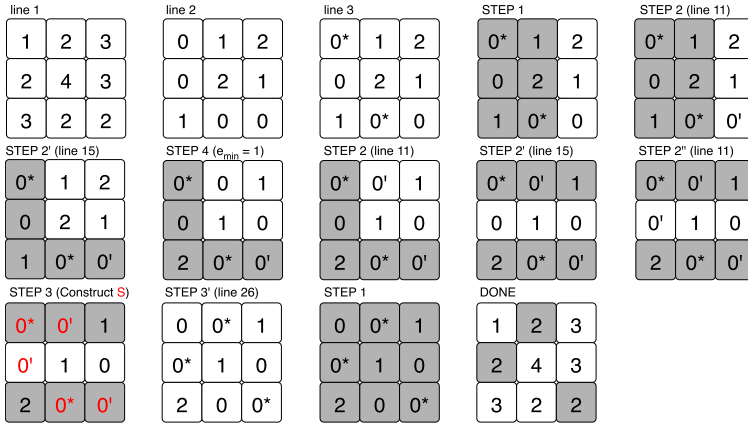 line 1 line 2 line 3 STEP 1 STEP 2 (line 11)
1 2 3 0 1 2 0* 1 2 0* 1 2 0* 1 2
2 4 3 0 2 1 0 2 1 0 2 1 0 2 1
3 2 2 1 0 0 1 0* 0 1 0* 0 1 0* 0'
STEP 2' (line 15) STEP 4 (emin = 1) STEP 2 (line 11) STEP 2' (line 15) STEP 2" (line 11)
0* 1 2 0* 0 1 0* 0' 1 0* 0' 1 0* 0' 1
0 2 1 0 1 0 0 1 0 0 1 0 0' 1 0
1 0* 0' 2 0* 0' 2 0* 0' 2 0* 0' 2 0* 0'
STEP 3 (Construct S) STEP 3' (line 26) STEP 1 DONE
0* 0' 1 0 0* 1 0 0* 1 1 2 3
0' 1 0 0* 1 0 0* 1 0 2 4 3
2 0* 0' 2 0 0* 2 0 0* 3 2 2